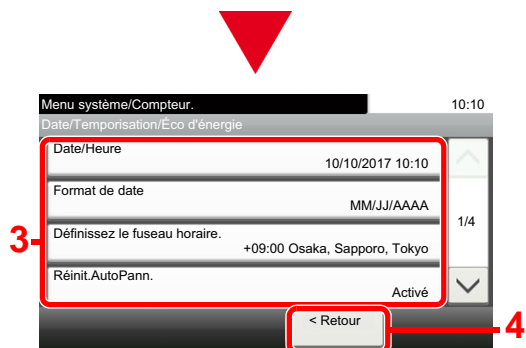 Menu système/Compteur.
10:10
Date/Temporisation/Éco d'énergie
Date/Heure
10/10/2017 10:10
Format de date
MM/JJ/AAAA
1/4
3
Définissez le fuseau horaire.
+09:00 Osaka, Sapporo, Tokyo
Réinit.AutoPann.
Activé
< Retour
4